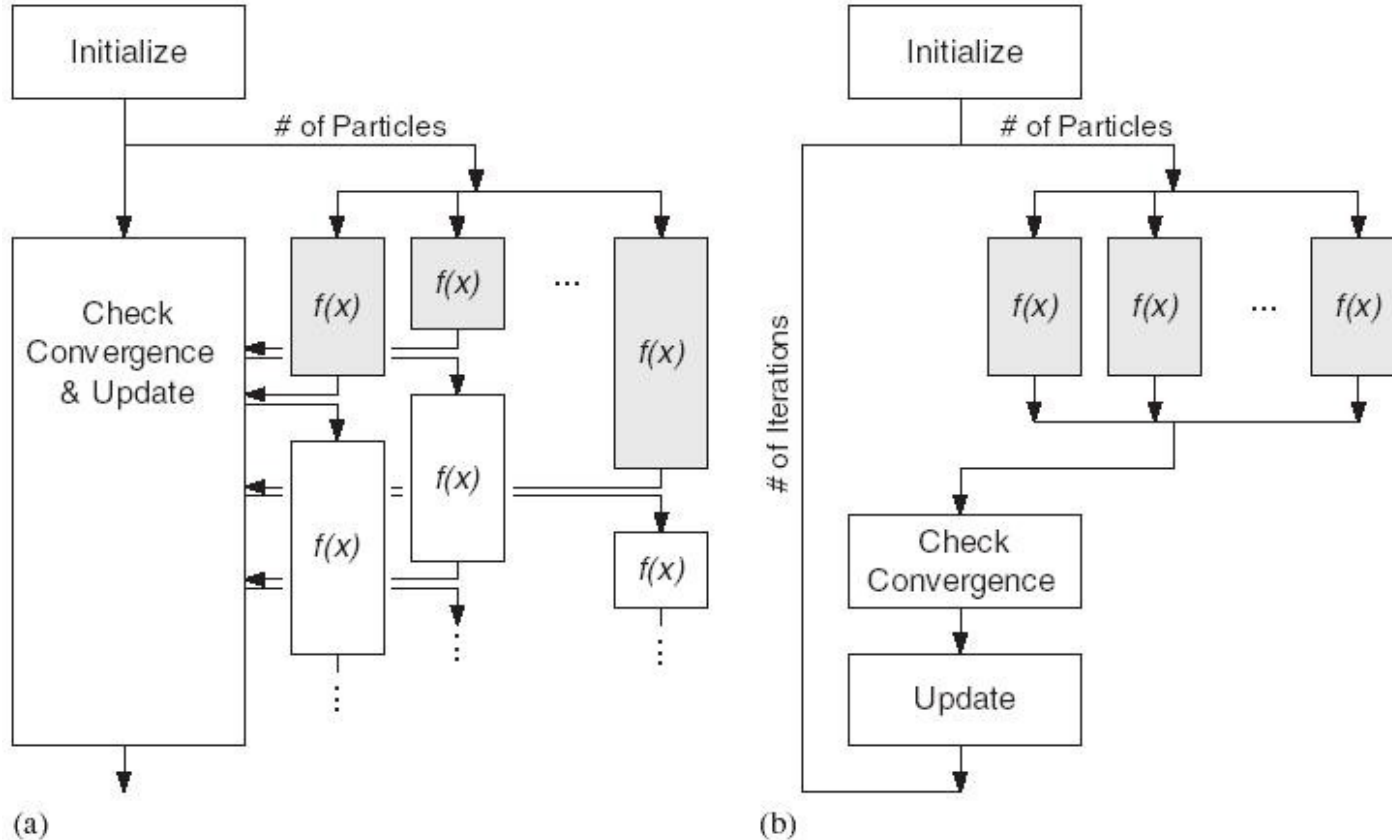 Initialize
# of Particles
Check
Convergence
& Update
f(x)
f(x)
...
f(x)
f(x)
f(x)
f(x)
(a)
Initialize
# of Particles
# of Iterations
f(x)
f(x)
...
f(x)
Check
Convergence
Update
(b)